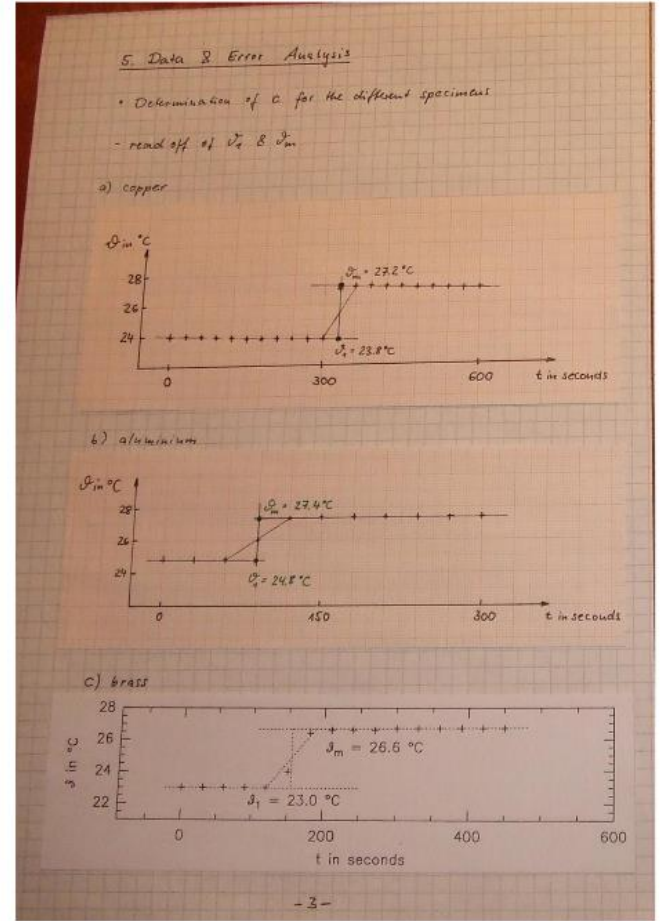 5. Data & Error Analysis
• Determination of c for the different specimens
- read off of ϑ₁ & ϑₘ
a) copper
ϑ in °C
ϑₘ = 27.2 °C
28
26
24
ϑ₁ = 23.8 °C
0 300 600 t in seconds
b) aluminium
ϑ in °C
ϑₘ = 27.4 °C
28
26
24
ϑ₁ = 24.8 °C
0 150 300 t in seconds
c) brass
28
26
ϑₘ = 26.6 °C
24
ϑ in °C
22
ϑ₁ = 23.0 °C
0 200 400 600
t in seconds
- 3 -